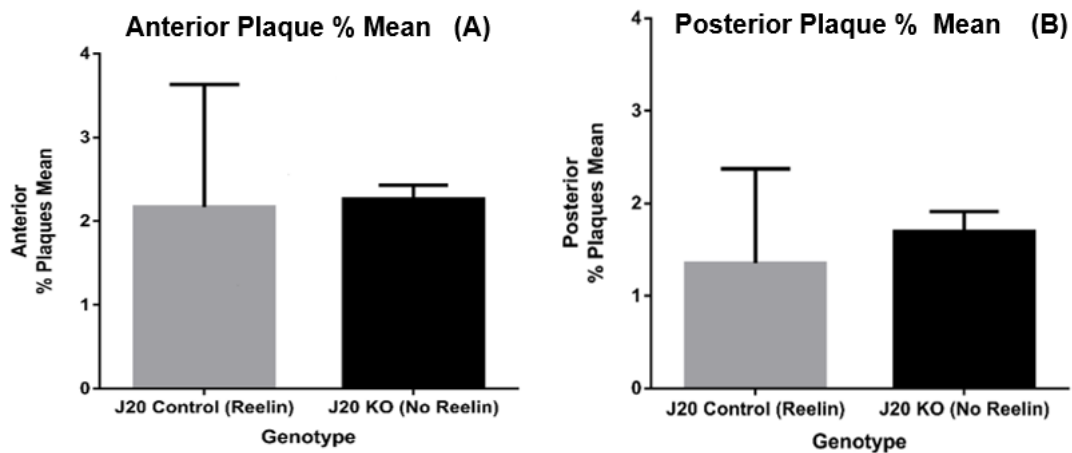 Anterior Plaque % Mean (A)
4
3
2
1
0
Anterior
% Plaques Mean
J20 Control (Reelin)
J20 KO (No Reelin)
Genotype
Posterior Plaque % Mean (B)
4
3
2
1
0
Posterior
% Plaques Mean
J20 Control (Reelin)
J20 KO (No Reelin)
Genotype